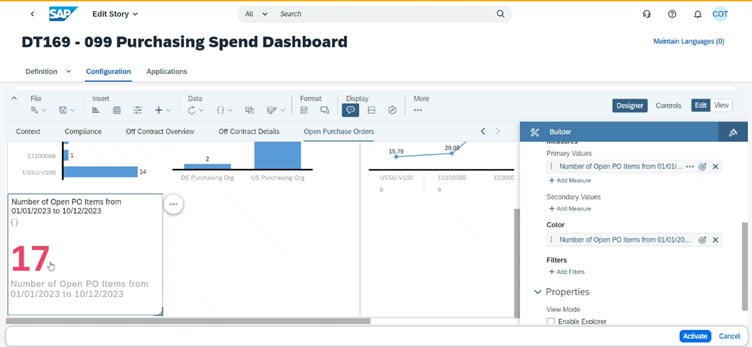 SAP Edit Story All Search COT
DT169 - 099 Purchasing Spend Dashboard
Maintain Languages (0)
Definition Configuration Applications
File Insert Data Format Display More
Designer Controls Edit View
Context Compliance Off Contract Overview Off Contract Details Open Purchase Orders
Builder
Measures
Primary Values
Number of Open PO Items from 01/01/...
+ Add Measure
Secondary Values
+ Add Measure
Color
Number of Open PO Items from 01/01/20...
Filters
+ Add Filters
Properties
View Mode
Enable Explorer
17100088 1
USSU-V100 14
2
DE Purchasing Org US Purchasing Org
15.79 20.00
USSU-V100 10100088 103000
8 9
Number of Open PO Items from
01/01/2023 to 10/12/2023
{}
17
Number of Open PO Items from
01/01/2023 to 10/12/2023
Activate Cancel